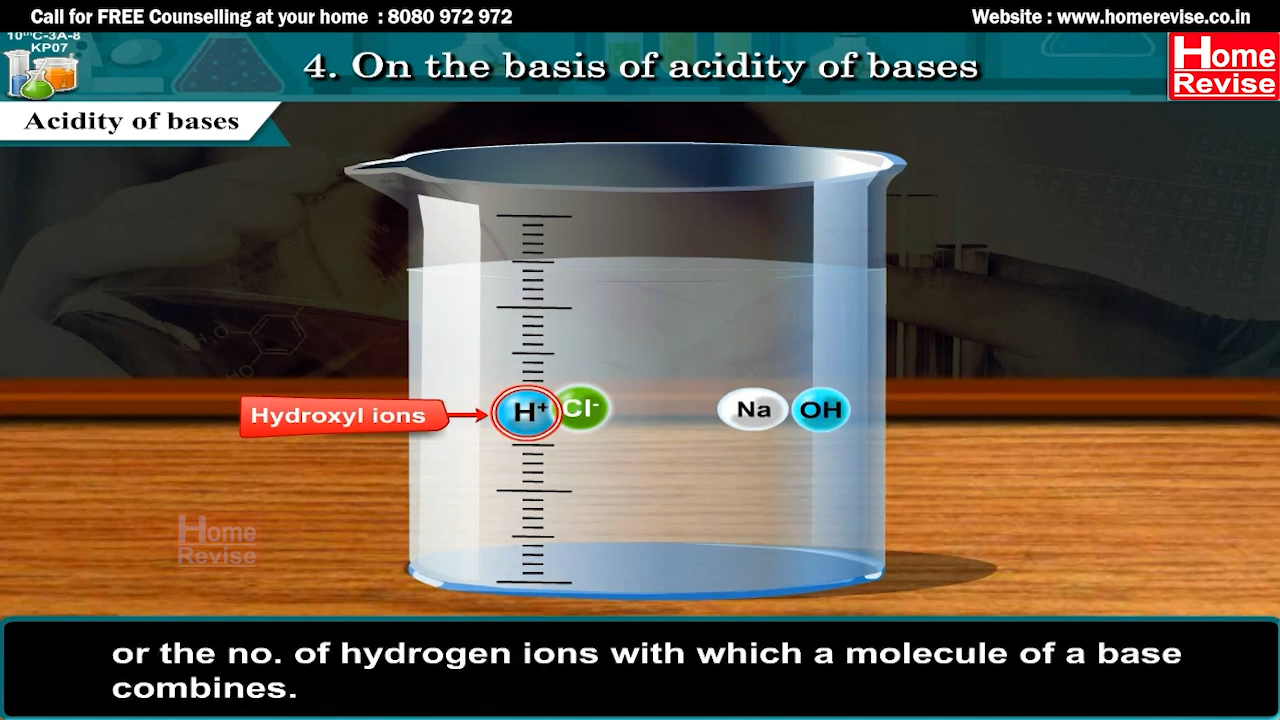 Call for FREE Counselling at your home : 8080 972 972
Website : www.homerevise.co.in
10thC-3A-8
KP07
4. On the basis of acidity of bases
Home
Revise
Acidity of bases
Hydroxyl ions
H+
Cl-
Na
OH
Home
Revise
or the no. of hydrogen ions with which a molecule of a base
combines.